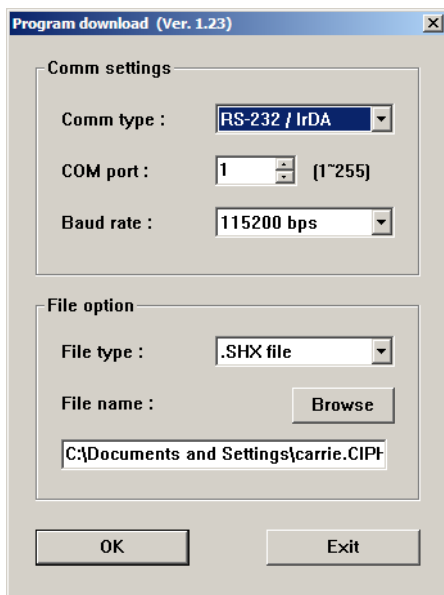 Program download (Ver. 1.23)
Comm settings
Comm type : RS-232 / IrDA
COM port : 1 (1~255)
Baud rate : 115200 bps
File option
File type : .SHX file
File name : Browse
C:\Documents and Settings\carrie.CIPH
OK Exit